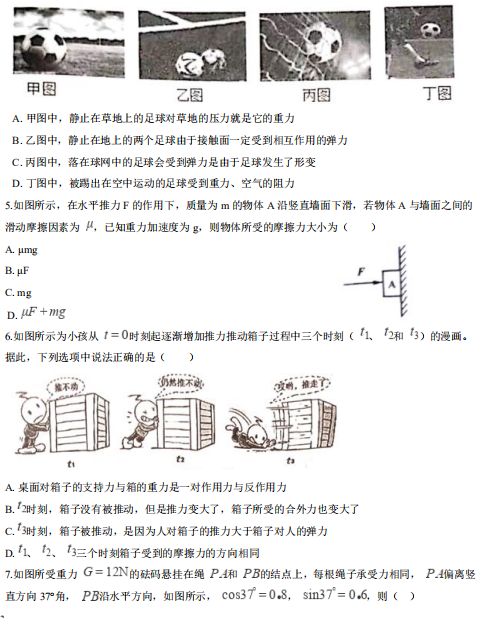 甲图
乙图
丙图
丁图
A. 甲图中，静止在草地上的足球对草地的压力就是它的重力
B. 乙图中，静止在地上的两个足球由于接触面一定受到相互作用的弹力
C. 丙图中，落在球网中的足球会受到弹力是由于足球发生了形变
D. 丁图中，被踢出在空中运动的足球受到重力、空气的阻力
5.如图所示，在水平推力 F 的作用下，质量为 m 的物体 A 沿竖直墙面下滑，若物体 A 与墙面之间的
滑动摩擦因素为 μ，已知重力加速度为 g，则物体所受的摩擦力大小为（ ）
A. μmg
B. μF
C. mg
D. μF+mg
F
A
6.如图所示为小孩从 t=0时刻起逐渐增加推力推动箱子过程中三个时刻（ t₁、 t₂和 t₃）的漫画。
据此，下列选项中说法正确的是（ ）
推不动
仍然推不动
哎哟，推走了
t₁
t₂
t₃
A. 桌面对箱子的支持力与箱的重力是一对作用力与反作用力
B. t₂时刻，箱子没有被推动，但是推力变大了，箱子所受的合外力也变大了
C. t₃时刻，箱子被推动，是因为人对箱子的推力大于箱子对人的弹力
D. t₁、 t₂、 t₃三个时刻箱子受到的摩擦力的方向相同
7.如图所受重力 G=12N的砝码悬挂在绳 PA和 PB的结点上，每根绳子承受力相同， PA偏离竖
直方向 37°角， PB沿水平方向，如图所示， cos37°=0.8， sin37°=0.6，则（ ）